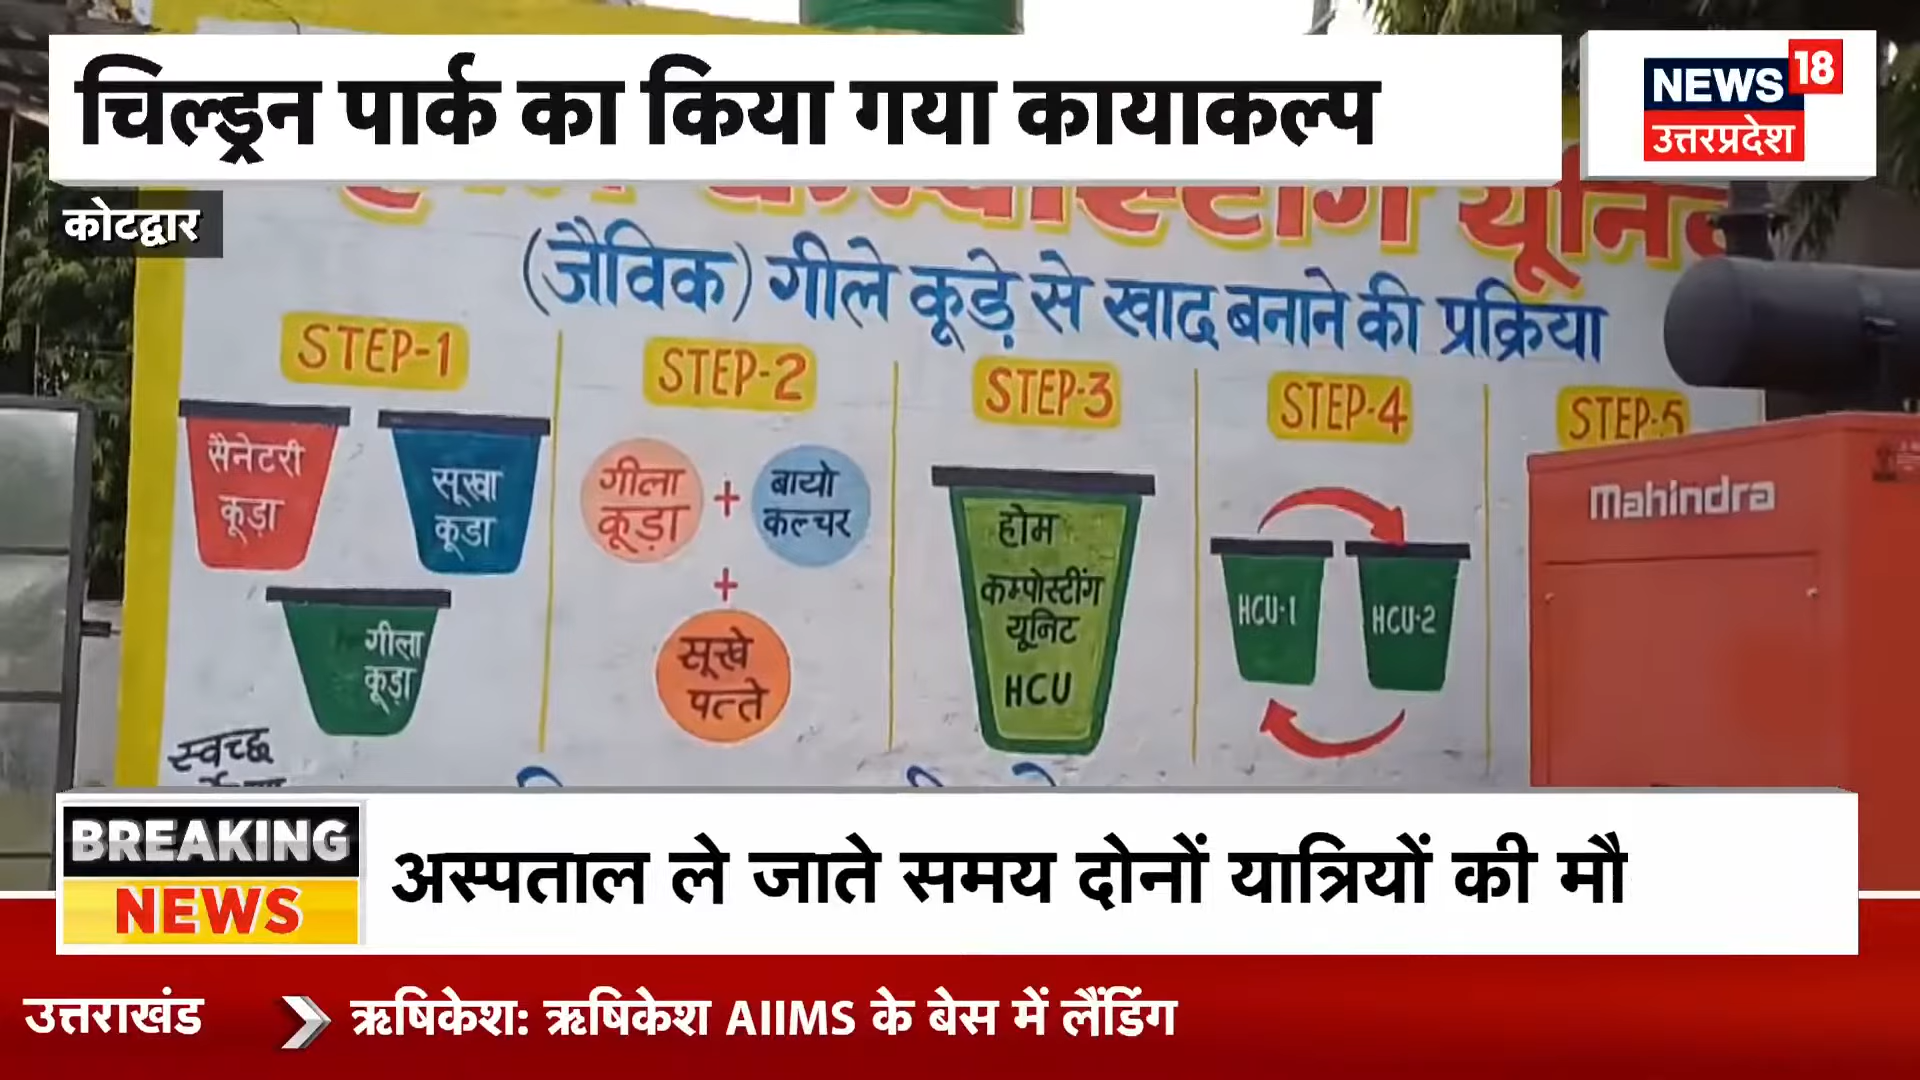 चिल्ड्रन पार्क का किया गया कायाकल्प
NEWS 18
उत्तरप्रदेश
कोटद्वार
(जैविक) गीले कूड़े से खाद बनाने की प्रक्रिया
STEP-1
STEP-2
STEP-3
STEP-4
STEP-5
सैनेटरी
कूड़ा
सूखा
कूडा
गीला
कूड़ा
गीला
कूड़ा
+
बायो
कल्चर
+
सूखे
पत्ते
होम
कम्पोस्टींग
यूनिट
HCU
HCU-1
HCU-2
Mahindra
स्वच्छ
BREAKING
NEWS
अस्पताल ले जाते समय दोनों यात्रियों की मौ
उत्तराखंड
ऋषिकेश: ऋषिकेश AIIMS के बेस में लैंडिंग